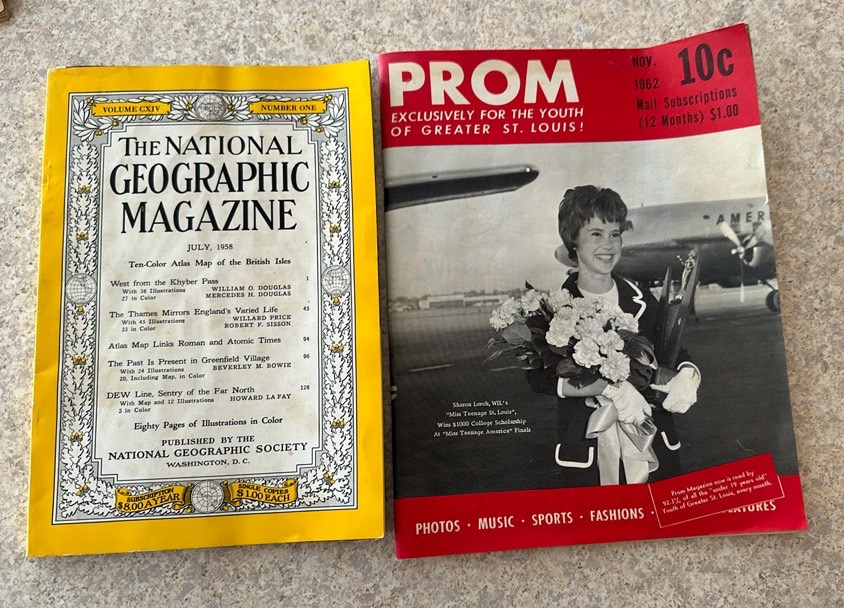 VOLUME CXIV
NUMBER ONE
THE NATIONAL
GEOGRAPHIC
MAGAZINE
JULY, 1958
Ten-Color Atlas Map of the British Isles
West from the Khyber Pass 1
With 36 Illustrations WILLIAM O. DOUGLAS
27 in Color MERCEDES H. DOUGLAS
The Thames Mirrors England's Varied Life 45
With 45 Illustrations WILLARD PRICE
33 in Color ROBERT F. SISSON
Atlas Map Links Roman and Atomic Times 94
The Past Is Present in Greenfield Village 96
With 24 Illustrations BEVERLEY M. BOWIE
20, Including Map, in Color
DEW Line, Sentry of the Far North 128
With Map and 12 Illustrations HOWARD LA FAY
3 in Color
Eighty Pages of Illustrations in Color
PUBLISHED BY THE
NATIONAL GEOGRAPHIC SOCIETY
WASHINGTON, D. C.
SUBSCRIPTION
$8.00 A YEAR
SINGLE COPIES
$1.00 EACH
PROM
EXCLUSIVELY FOR THE YOUTH
OF GREATER ST. LOUIS!
NOV.
1962
10c
Mail Subscriptions
(12 Months) $1.00
AMER
Sharon Lorch, WIL's
"Miss Teenage St. Louis",
Wins $1000 College Scholarship
At "Miss Teenage America" Finals
Prom Magazine now is read by
92.3% of all the "under 19 years old"
Youth of Greater St. Louis, every month.
PHOTOS · MUSIC · SPORTS · FASHIONS · ATURES